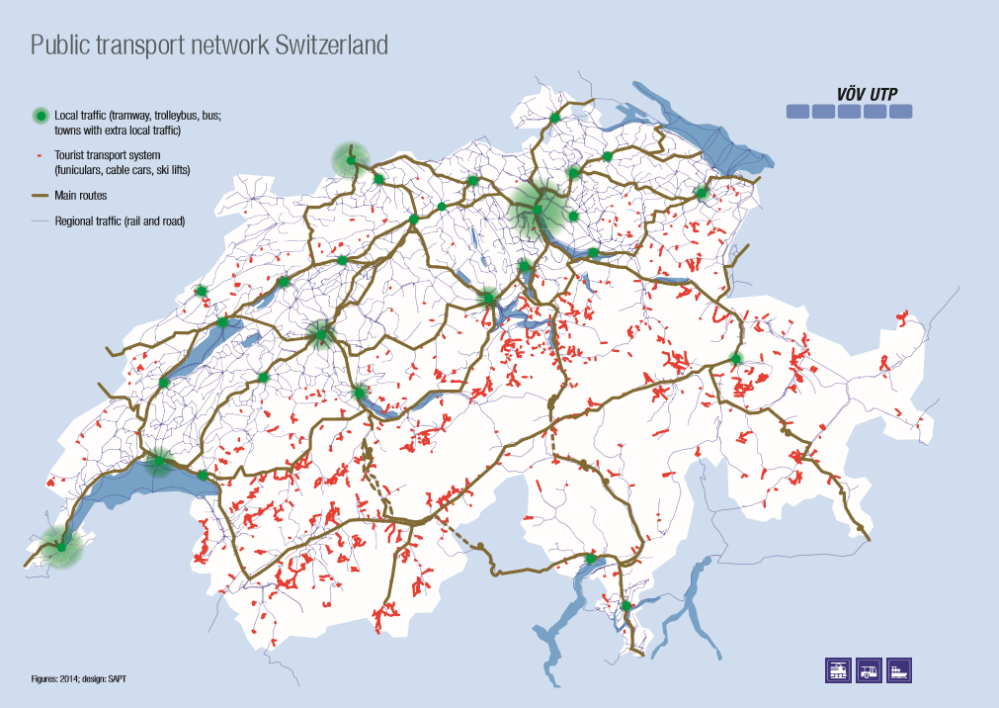 Public transport network Switzerland
VÖV UTP
Local traffic (tramway, trolleybus, bus;
towns with extra local traffic)
Tourist transport system
(funiculars, cable cars, ski lifts)
Main routes
Regional traffic (rail and road)
Figures: 2014; design: SAPT